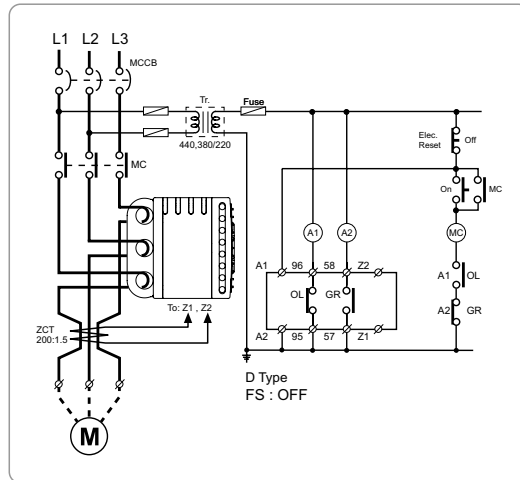 L1 L2 L3
MCCB
Tr.
Fuse
440,380/220
Elec.
Reset
Off
MC
On
MC
A1
A2
MC
A1 96 58 Z2
A1
OL
OL
GR
To: Z1 , Z2
A2
GR
ZCT
200:1.5
A2 95 57 Z1
D Type
FS : OFF
M